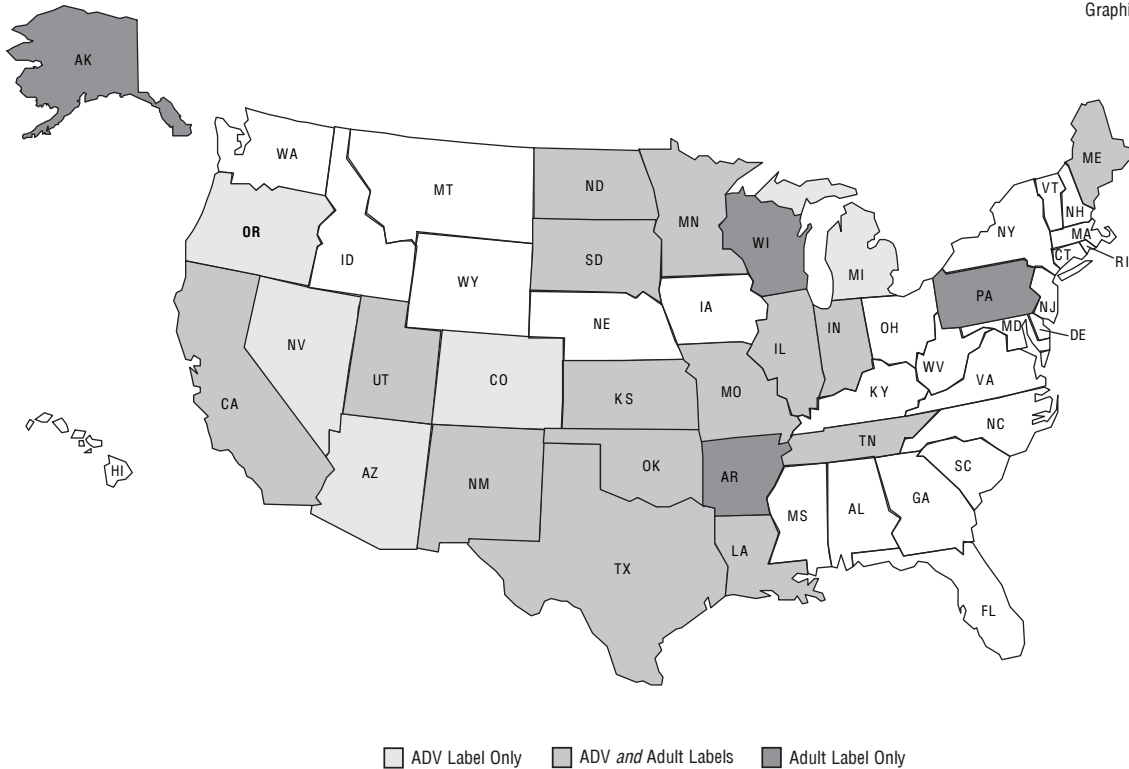 Graphi
AK
WA
MT
ND
MN
ME
VT
NH
OR
ID
WY
SD
WI
MI
NY
MA
CT
RI
IA
PA
NJ
NE
NV
UT
CO
IL
IN
OH
MD
DE
WV
VA
CA
KS
MO
KY
NC
HI
AZ
NM
OK
AR
TN
SC
MS
AL
GA
TX
LA
FL
ADV Label Only
ADV and Adult Labels
Adult Label Only